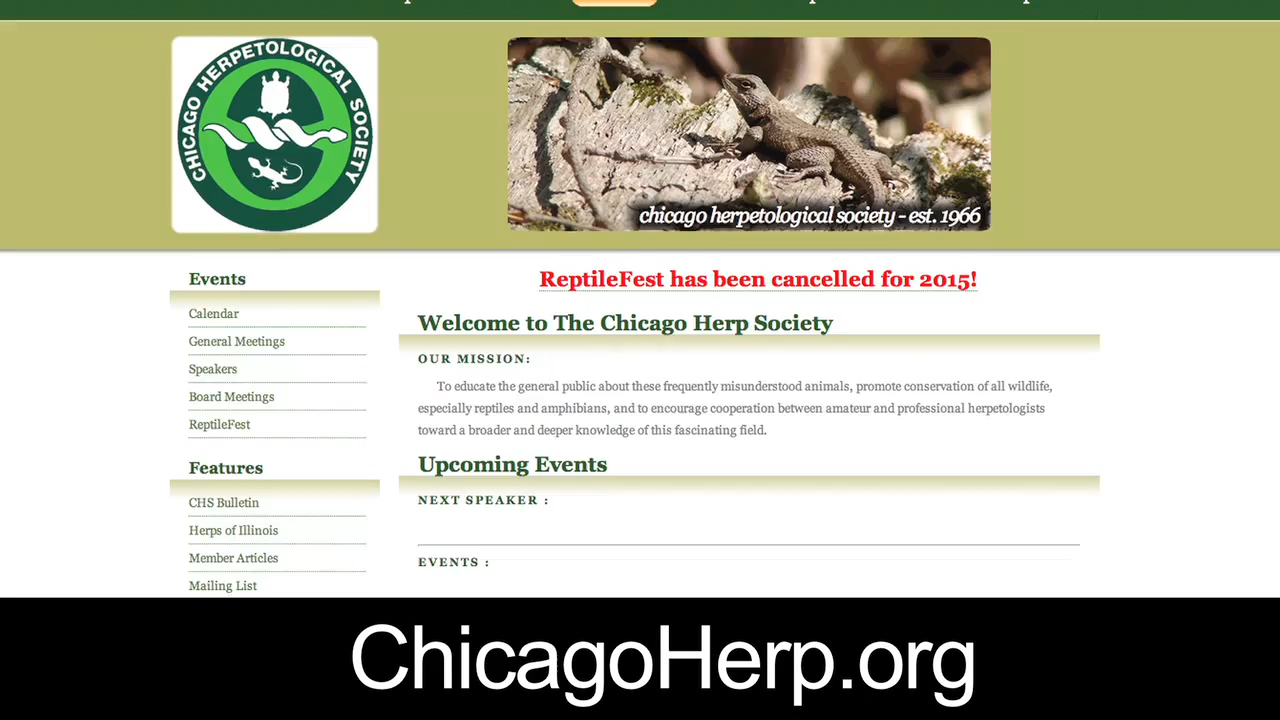 CHICAGO HERPETOLOGICAL SOCIETY
chicago herpetological society - est. 1966
Events
Calendar
General Meetings
Speakers
Board Meetings
ReptileFest
Features
CHS Bulletin
Herps of Illinois
Member Articles
Mailing List
ReptileFest has been cancelled for 2015!
Welcome to The Chicago Herp Society
OUR MISSION:
To educate the general public about these frequently misunderstood animals, promote conservation of all wildlife,
especially reptiles and amphibians, and to encourage cooperation between amateur and professional herpetologists
toward a broader and deeper knowledge of this fascinating field.
Upcoming Events
NEXT SPEAKER :
EVENTS :
ChicagoHerp.org